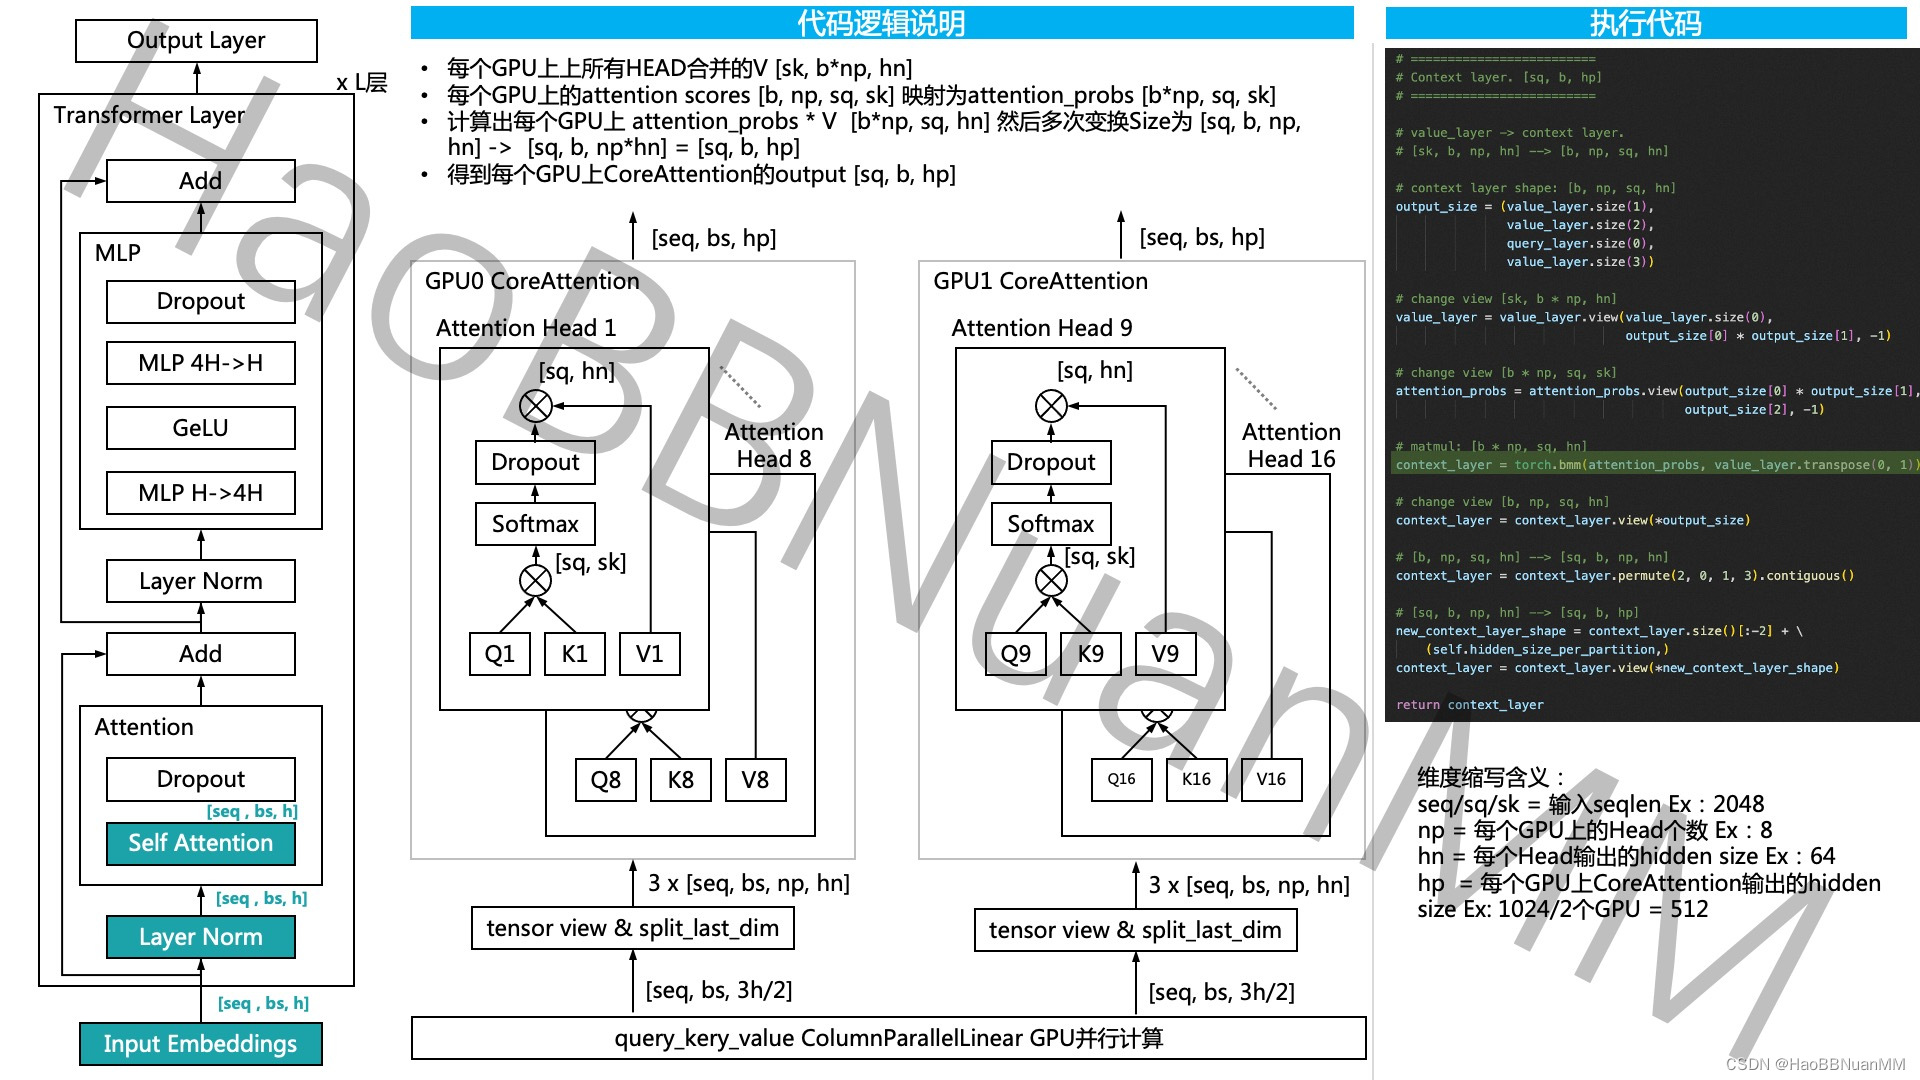 Output Layer
x L层
Transformer Layer
Add
MLP
Dropout
MLP 4H->H
GeLU
MLP H->4H
Layer Norm
Add
Attention
Dropout
[seq , bs, h]
Self Attention
[seq , bs, h]
Layer Norm
[seq , bs, h]
Input Embeddings
代码逻辑说明
• 每个GPU上上所有HEAD合并的V [sk, b*np, hn]
• 每个GPU上的attention scores [b, np, sq, sk] 映射为attention_probs [b*np, sq, sk]
• 计算出每个GPU上 attention_probs * V  [b*np, sq, hn] 然后多次变换Size为 [sq, b, np,
hn] ->  [sq, b, np*hn] = [sq, b, hp]
• 得到每个GPU上CoreAttention的output [sq, b, hp]
[seq, bs, hp]
GPU0 CoreAttention
Attention Head 1
[sq, hn]
Attention
Head 8
Dropout
Softmax
[sq, sk]
Q1
K1
V1
Q8
K8
V8
3 x [seq, bs, np, hn]
tensor view & split_last_dim
[seq, bs, 3h/2]
[seq, bs, hp]
GPU1 CoreAttention
Attention Head 9
[sq, hn]
Attention
Head 16
Dropout
Softmax
[sq, sk]
Q9
K9
V9
Q16
K16
V16
3 x [seq, bs, np, hn]
tensor view & split_last_dim
[seq, bs, 3h/2]
query_kery_value ColumnParallelLinear GPU并行计算
执行代码
# =========================
# Context layer. [sq, b, hp]
# =========================
# value_layer -> context layer.
# [sk, b, np, hn] --> [b, np, sq, hn]
# context layer shape: [b, np, sq, hn]
output_size = (value_layer.size(1),
value_layer.size(2),
query_layer.size(0),
value_layer.size(3))
# change view [sk, b * np, hn]
value_layer = value_layer.view(value_layer.size(0),
output_size[0] * output_size[1], -1)
# change view [b * np, sq, sk]
attention_probs = attention_probs.view(output_size[0] * output_size[1],
output_size[2], -1)
# matmul: [b * np, sq, hn]
context_layer = torch.bmm(attention_probs, value_layer.transpose(0, 1))
# change view [b, np, sq, hn]
context_layer = context_layer.view(*output_size)
# [b, np, sq, hn] --> [sq, b, np, hn]
context_layer = context_layer.permute(2, 0, 1, 3).contiguous()
# [sq, b, np, hn] --> [sq, b, hp]
new_context_layer_shape = context_layer.size()[:-2] + \
(self.hidden_size_per_partition,)
context_layer = context_layer.view(*new_context_layer_shape)
return context_layer
维度缩写含义：
seq/sq/sk = 输入seqlen Ex：2048
np = 每个GPU上的Head个数 Ex：8
hn = 每个Head输出的hidden size Ex：64
hp  = 每个GPU上CoreAttention输出的hidden
size Ex: 1024/2个GPU = 512
HaoBBNuanMM
CSDN @HaoBBNuanMM